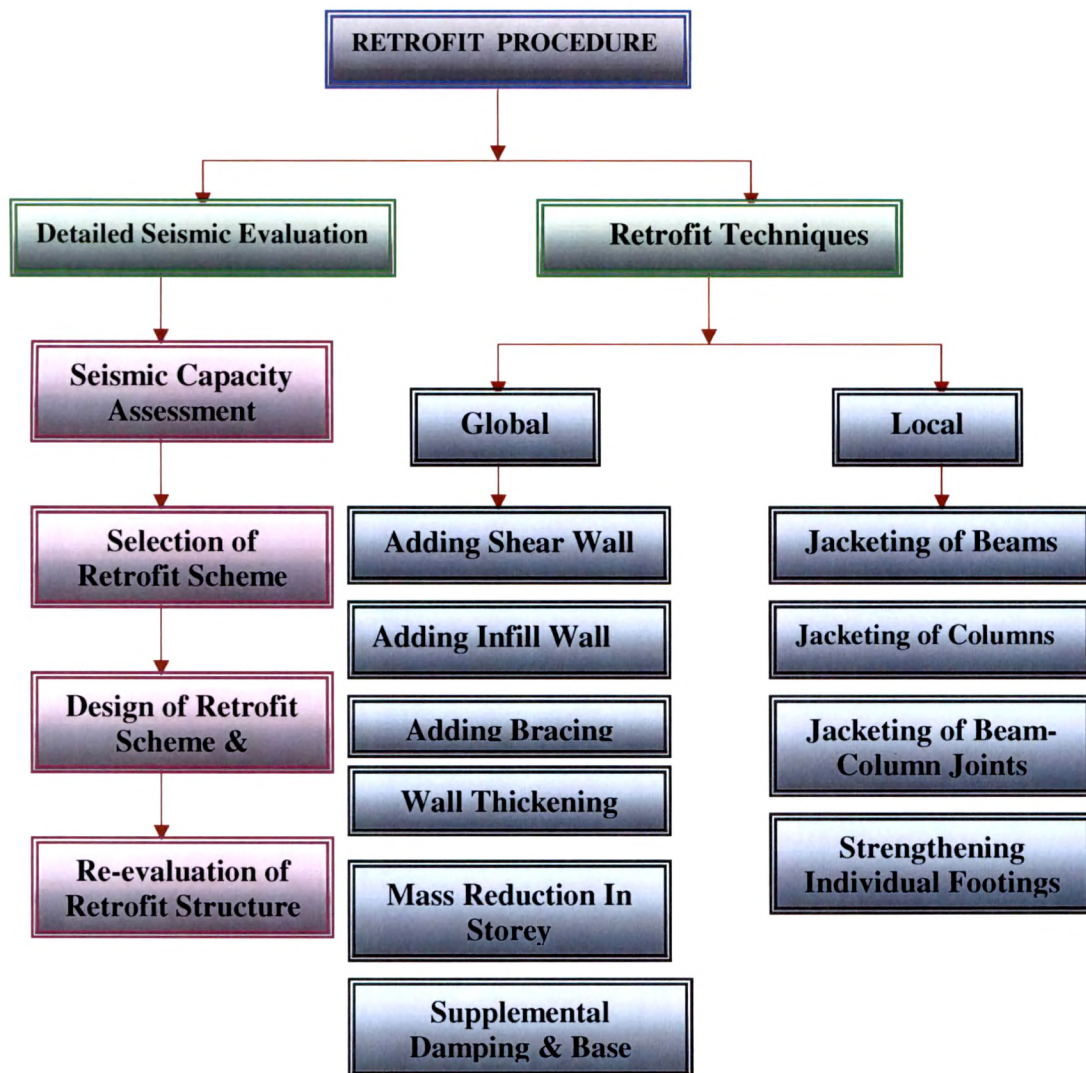 RETROFIT PROCEDURE
Detailed Seismic Evaluation
Retrofit Techniques
Seismic Capacity
Assessment
Selection of
Retrofit Scheme
Design of Retrofit
Scheme &
Re-evaluation of
Retrofit Structure
Global
Adding Shear Wall
Adding Infill Wall
Adding Bracing
Wall Thickening
Mass Reduction In
Storey
Supplemental
Damping & Base
Local
Jacketing of Beams
Jacketing of Columns
Jacketing of Beam-
Column Joints
Strengthening
Individual Footings